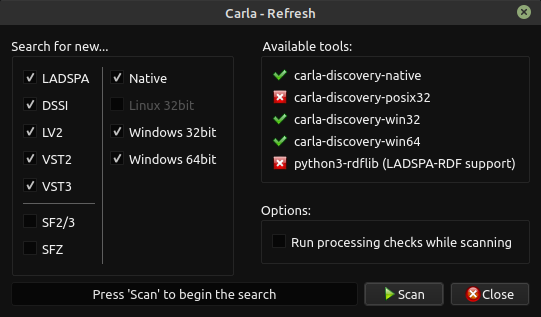 Carla - Refresh
Search for new...
LADSPA
DSSI
LV2
VST2
VST3
SF2/3
SFZ
Native
Linux 32bit
Windows 32bit
Windows 64bit
Available tools:
carla-discovery-native
carla-discovery-posix32
carla-discovery-win32
carla-discovery-win64
python3-rdflib (LADSPA-RDF support)
Options:
Run processing checks while scanning
Press 'Scan' to begin the search
Scan
Close